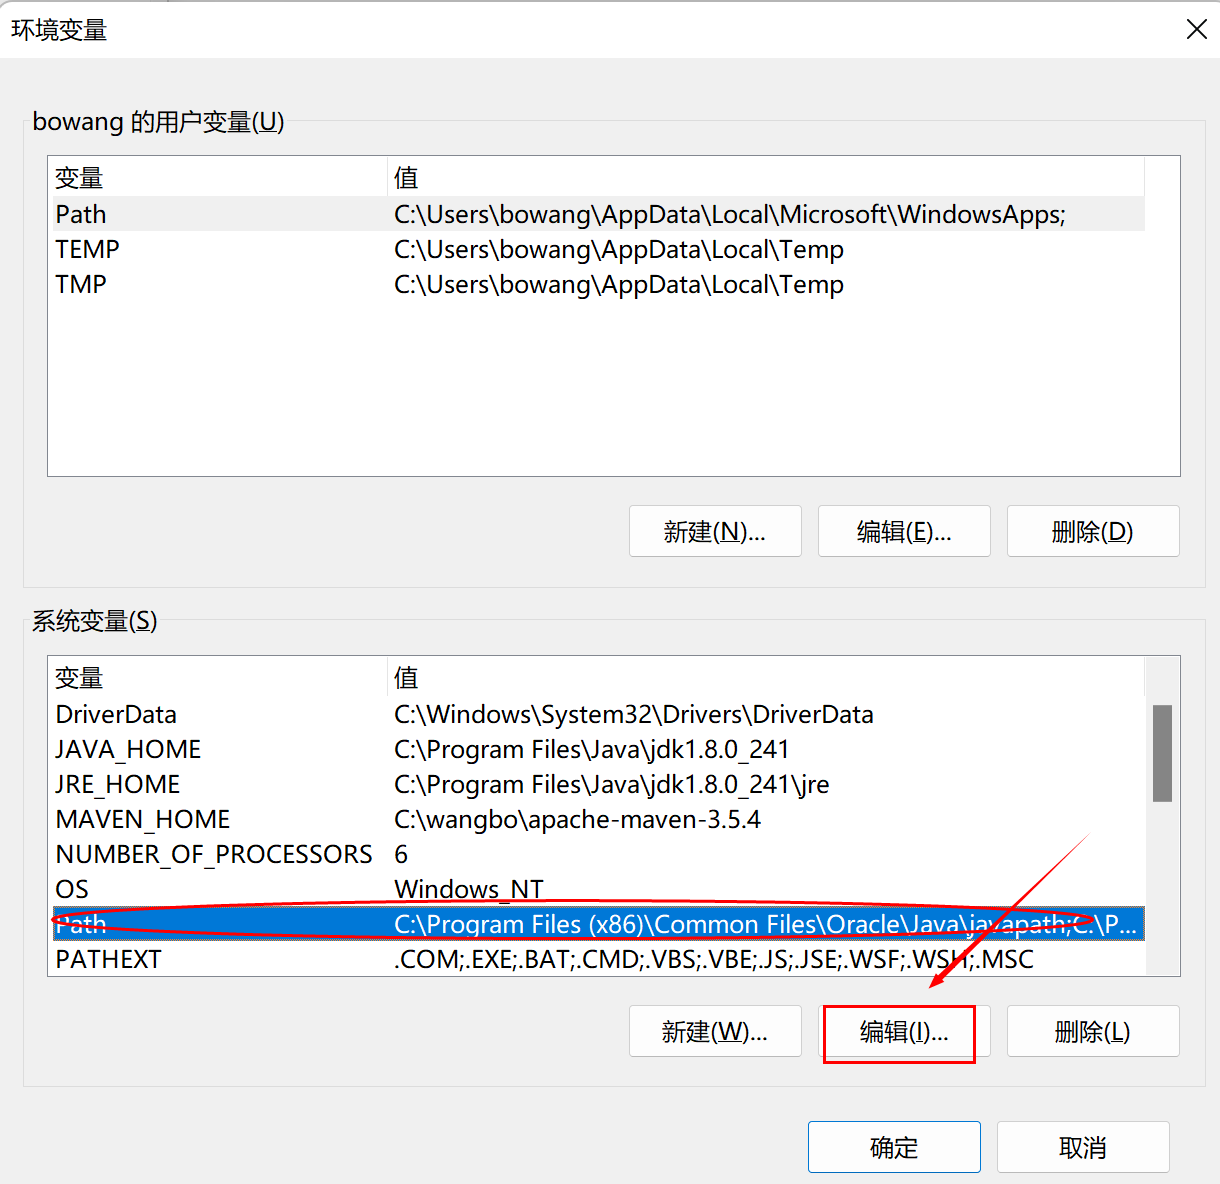 环境变量
bowang 的用户变量(U)
变量 值
Path C:\Users\bowang\AppData\Local\Microsoft\WindowsApps;
TEMP C:\Users\bowang\AppData\Local\Temp
TMP C:\Users\bowang\AppData\Local\Temp
新建(N)... 编辑(E)... 删除(D)
系统变量(S)
变量 值
DriverData C:\Windows\System32\Drivers\DriverData
JAVA_HOME C:\Program Files\Java\jdk1.8.0_241
JRE_HOME C:\Program Files\Java\jdk1.8.0_241\jre
MAVEN_HOME C:\wangbo\apache-maven-3.5.4
NUMBER_OF_PROCESSORS 6
OS Windows_NT
Path C:\Program Files (x86)\Common Files\Oracle\Java\javapath;C:\P...
PATHEXT .COM;.EXE;.BAT;.CMD;.VBS;.VBE;.JS;.JSE;.WSF;.WSH;.MSC
新建(W)... 编辑(I)... 删除(L)
确定 取消